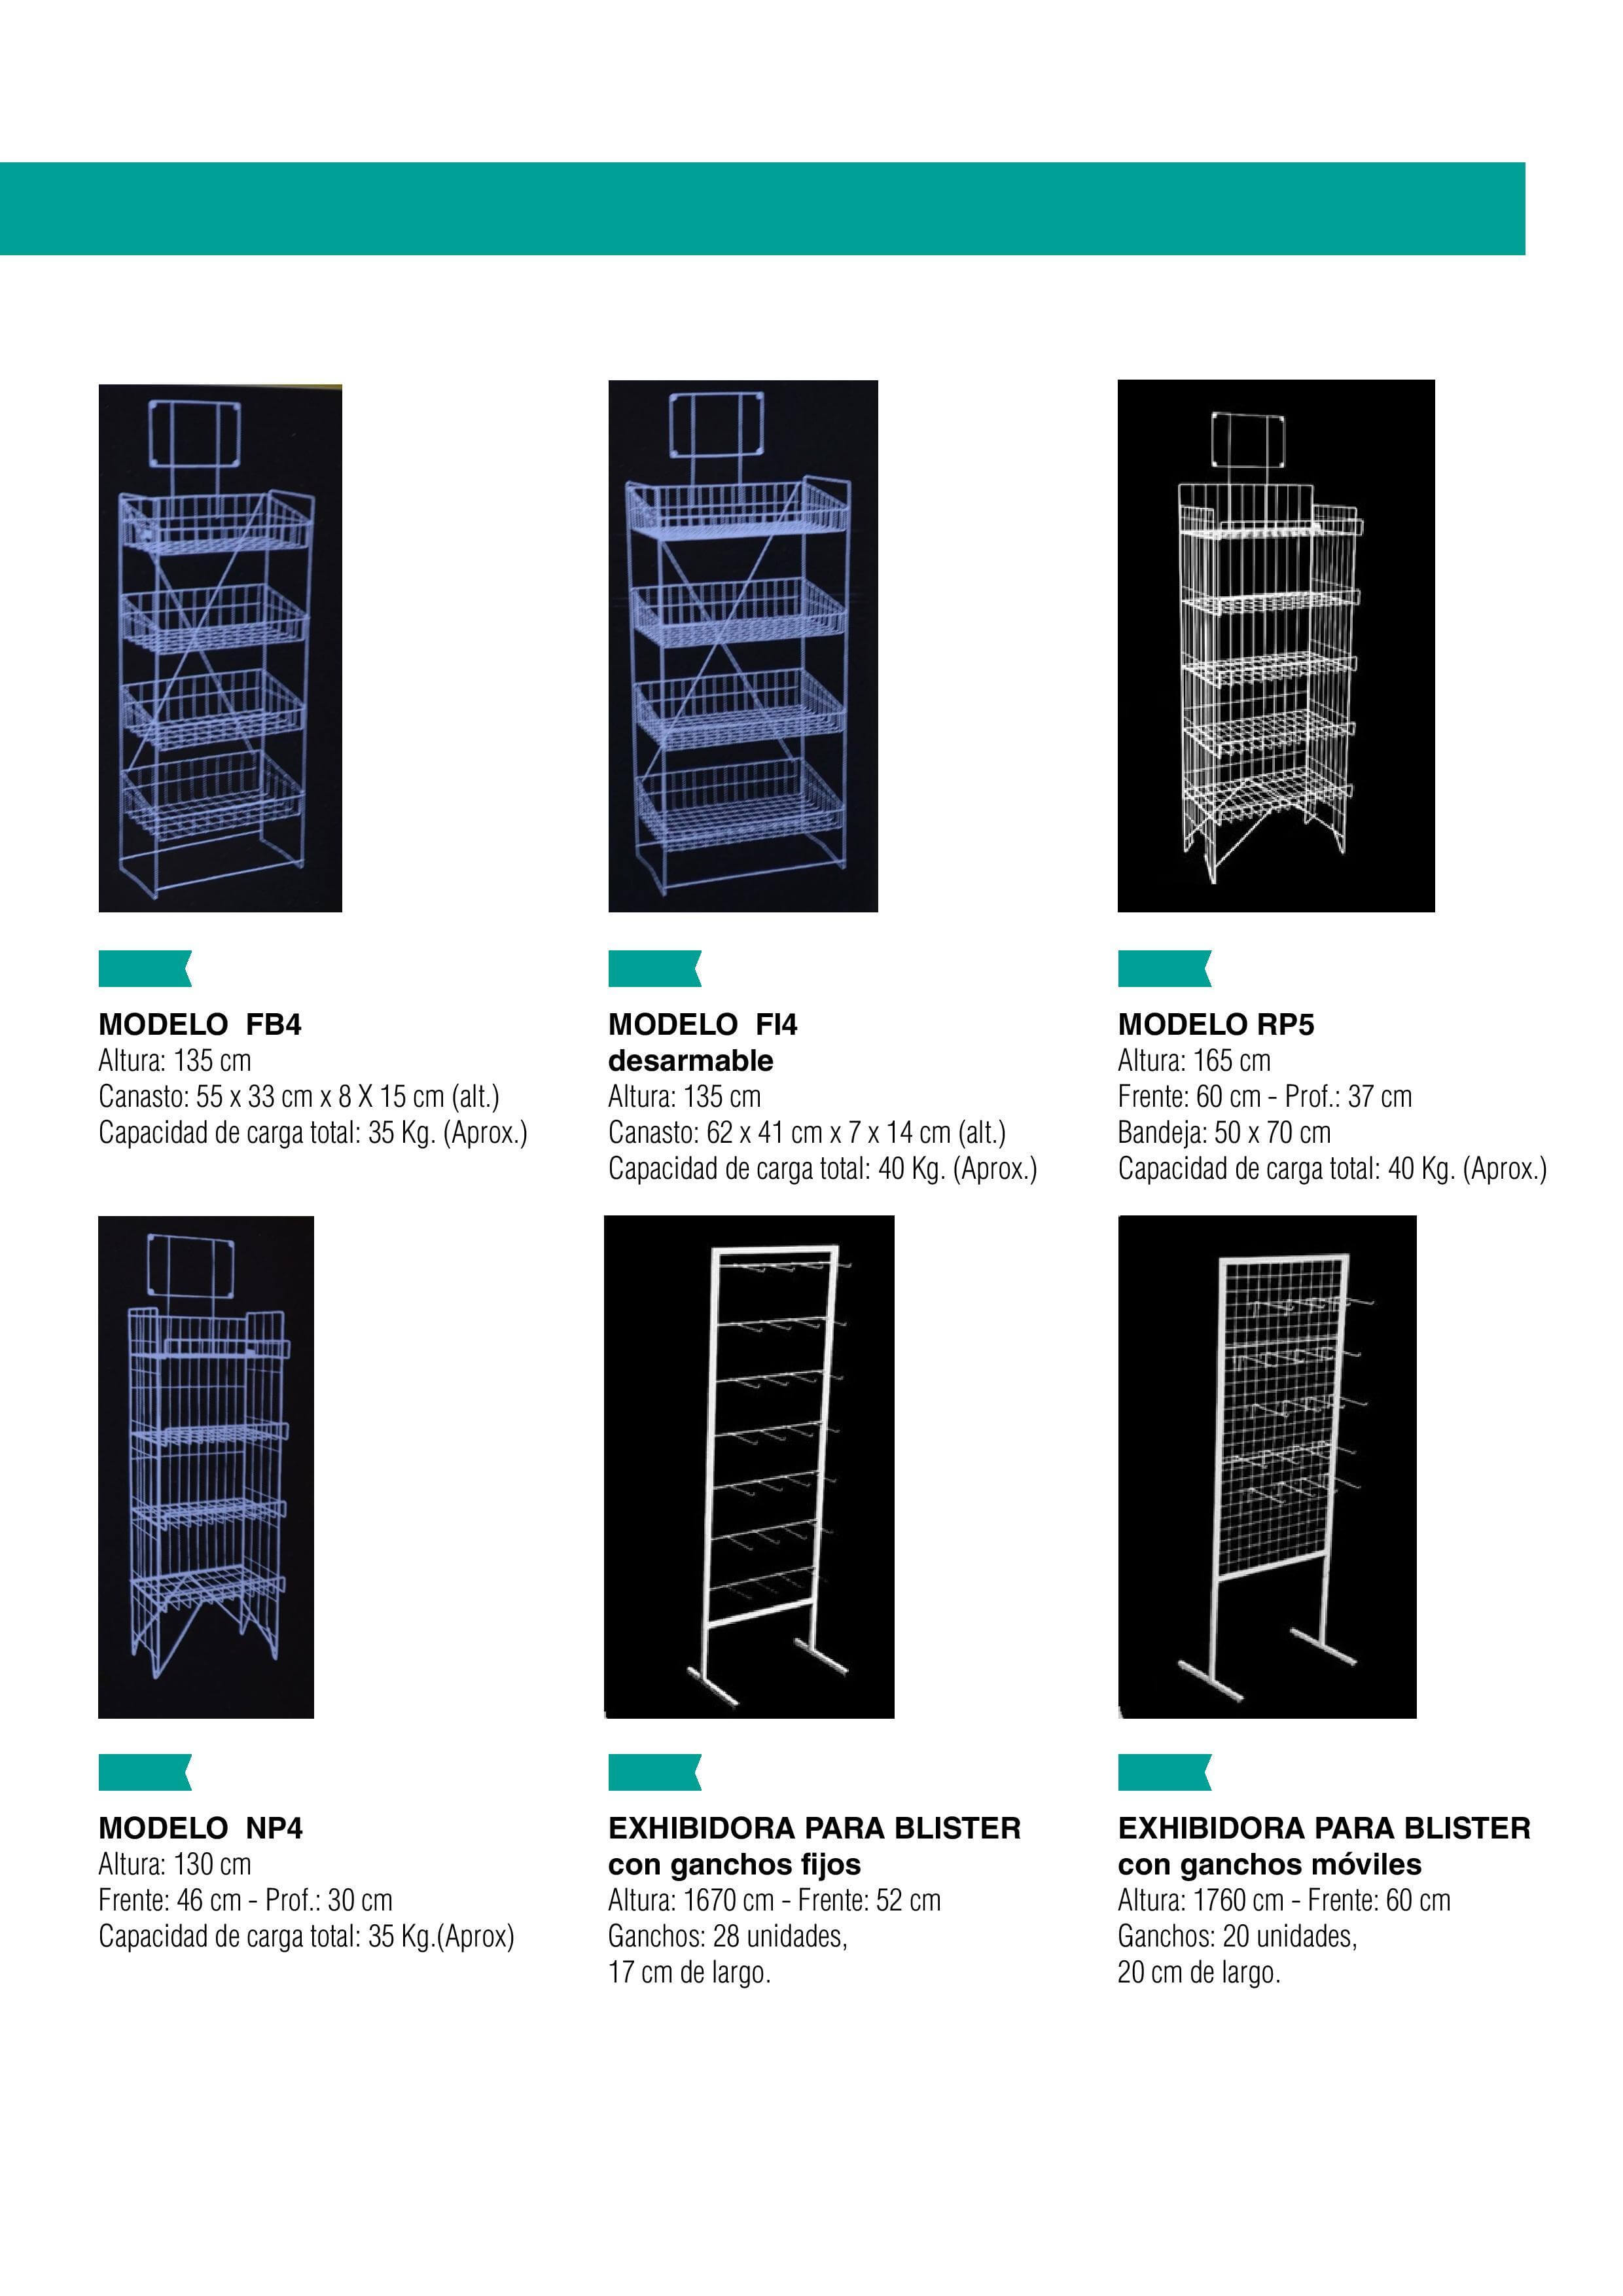 MODELO  FB4
Altura: 135 cm
Canasto: 55 x 33 cm x 8 X 15 cm (alt.)
Capacidad de carga total: 35 Kg. (Aprox.)
MODELO  FI4
desarmable
Altura: 135 cm
Canasto: 62 x 41 cm x 7 x 14 cm (alt.)
Capacidad de carga total: 40 Kg. (Aprox.)
MODELO RP5
Altura: 165 cm
Frente: 60 cm - Prof.: 37 cm
Bandeja: 50 x 70 cm
Capacidad de carga total: 40 Kg. (Aprox.)
MODELO  NP4
Altura: 130 cm
Frente: 46 cm - Prof.: 30 cm
Capacidad de carga total: 35 Kg.(Aprox)
EXHIBIDORA PARA BLISTER
con ganchos fijos
Altura: 1670 cm - Frente: 52 cm
Ganchos: 28 unidades,
17 cm de largo.
EXHIBIDORA PARA BLISTER
con ganchos móviles
Altura: 1760 cm - Frente: 60 cm
Ganchos: 20 unidades,
20 cm de largo.